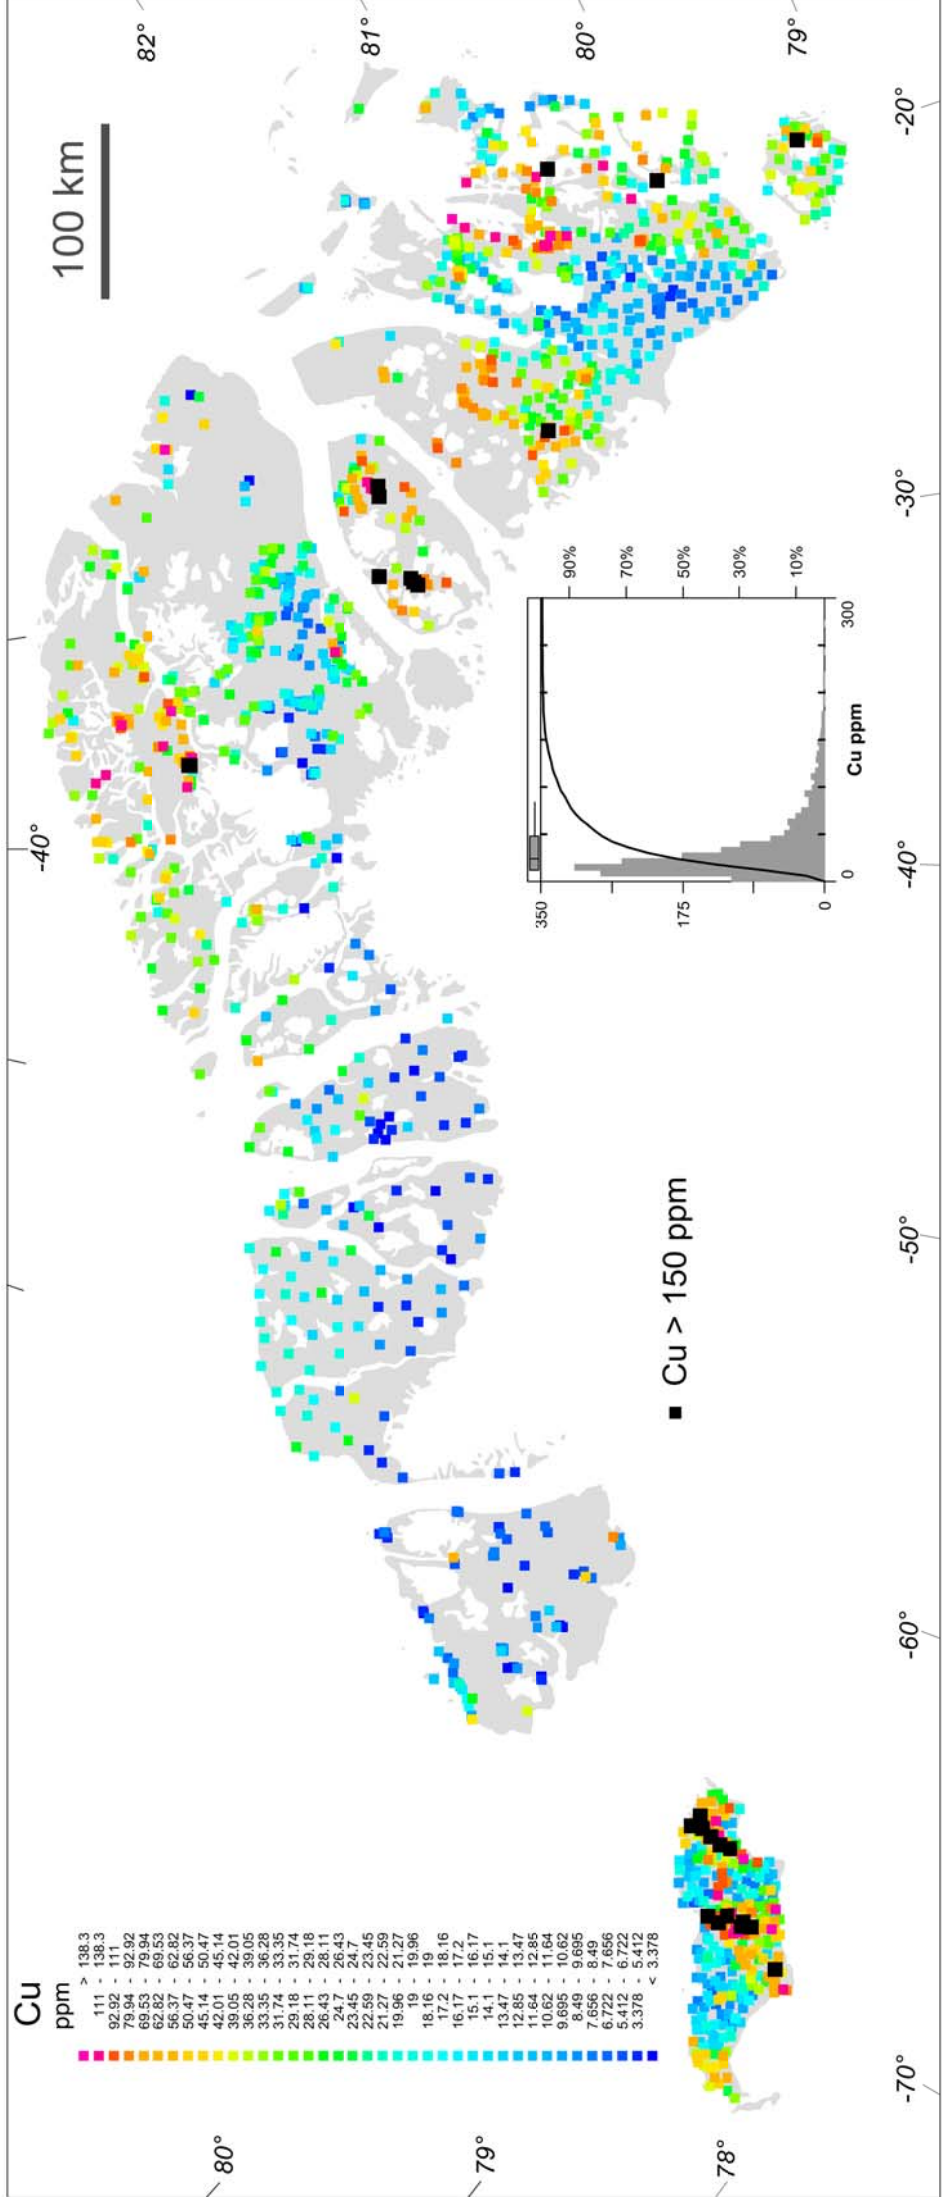 Cu
ppm
> 138.3
111 - 138.3
92.92 - 111
79.94 - 92.92
69.53 - 79.94
62.82 - 69.53
56.37 - 62.82
50.47 - 56.37
45.14 - 50.47
42.01 - 45.14
39.05 - 42.01
36.28 - 39.05
33.35 - 36.28
31.74 - 33.35
29.18 - 31.74
28.11 - 29.18
26.43 - 28.11
24.7 - 26.43
23.45 - 24.7
22.59 - 23.45
21.27 - 22.59
19.96 - 21.27
19 - 19.96
18.16 - 19
17.2 - 18.16
16.17 - 17.2
15.1 - 16.17
14.1 - 15.1
13.47 - 14.1
12.85 - 13.47
11.64 - 12.85
10.62 - 11.64
9.695 - 10.62
8.49 - 9.695
7.656 - 8.49
6.722 - 7.656
5.412 - 6.722
3.378 - 5.412
< 3.378
-40°
100 km
82°
81°
80°
79°
80°
79°
78°
Cu > 150 ppm
350
175
0
90%
70%
50%
30%
10%
0
300
Cu ppm
-70°
-60°
-50°
-40°
-30°
-20°